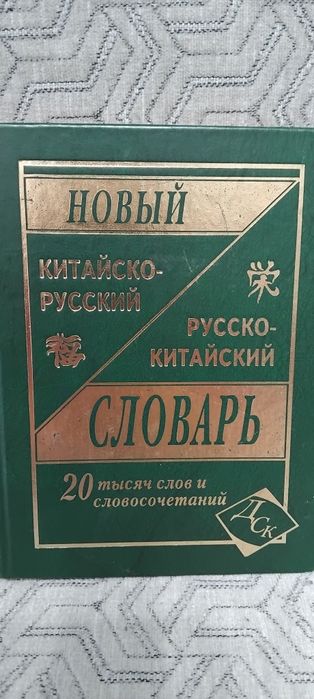 НОВЫЙ
КИТАЙСКО-
РУССКИЙ
РУССКО-
КИТАЙСКИЙ
СЛОВАРЬ
20 тысяч слов и
словосочетаний
ДСК